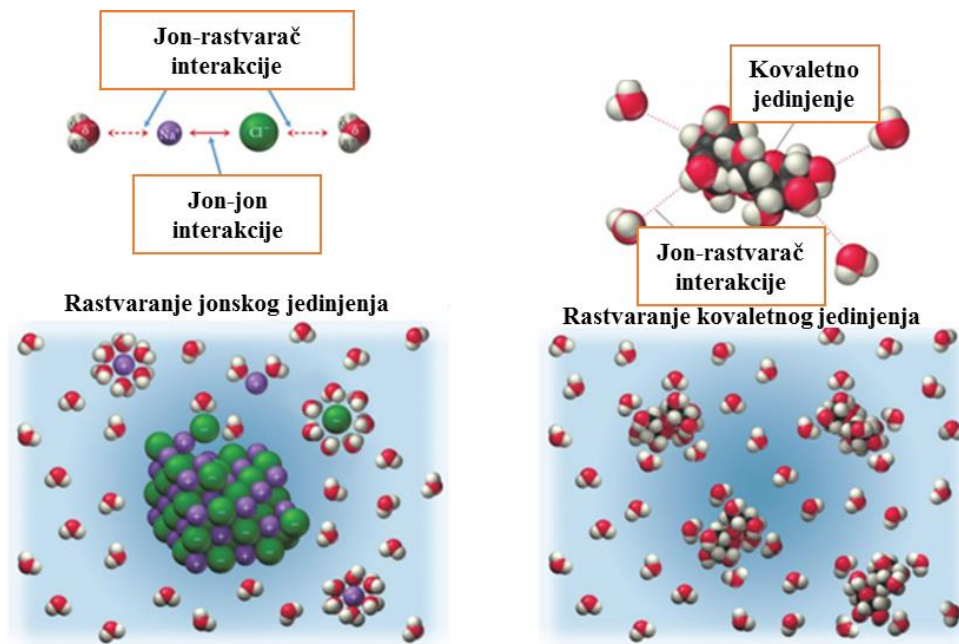 Jon-rastvarač
interakcije
Na⁺
Cl⁻
Jon-jon
interakcije
Kovaletno
jedinjenje
Jon-rastvarač
interakcije
Rastvaranje jonskog jedinjenja
Rastvaranje kovaletnog jedinjenja